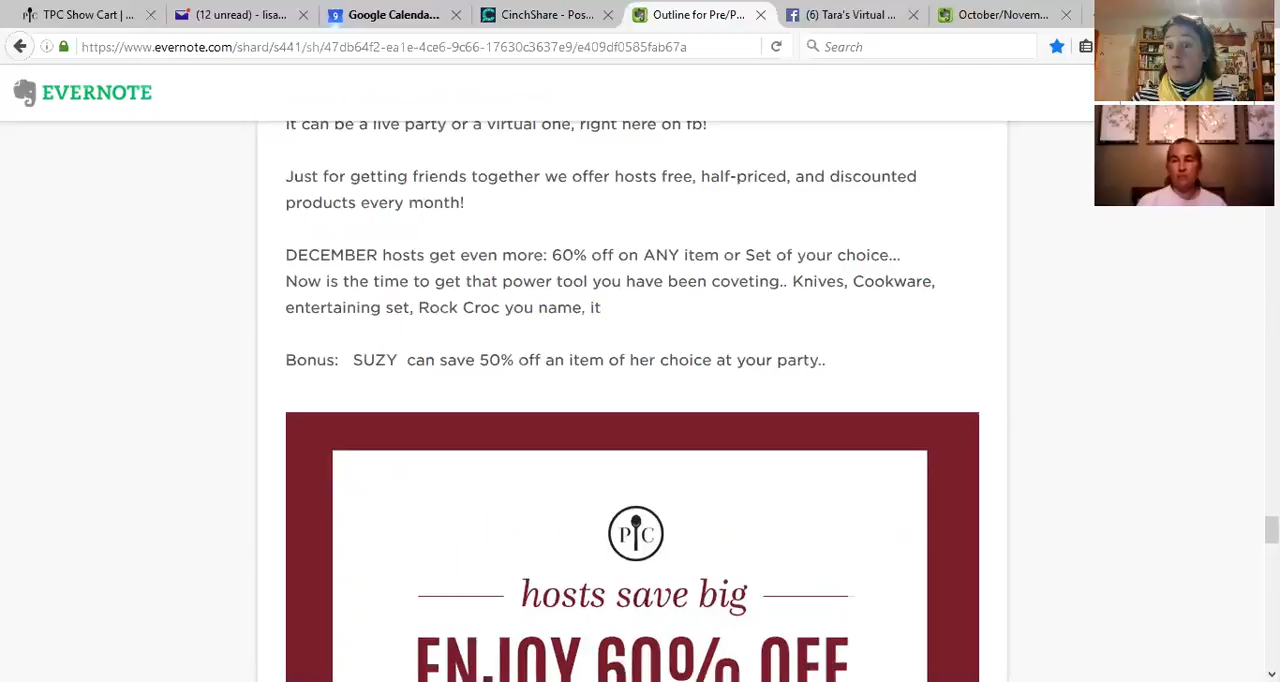 TPC Show Cart | ...
(12 unread) - lisa...
9 Google Calenda...
CinchShare - Pos...
Outline for Pre/P...
(6) Tara's Virtual ...
October/Novem...
https://www.evernote.com/shard/s441/sh/47db64f2-ea1e-4ce6-9c66-17630c3637e9/e409df0585fab67a
Search
EVERNOTE
It can be a live party or a virtual one, right here on fb!
Just for getting friends together we offer hosts free, half-priced, and discounted
products every month!
DECEMBER hosts get even more: 60% off on ANY item or Set of your choice...
Now is the time to get that power tool you have been coveting.. Knives, Cookware,
entertaining set, Rock Croc you name, it
Bonus: SUZY can save 50% off an item of her choice at your party..
PC
hosts save big
ENJOY 60% OFF